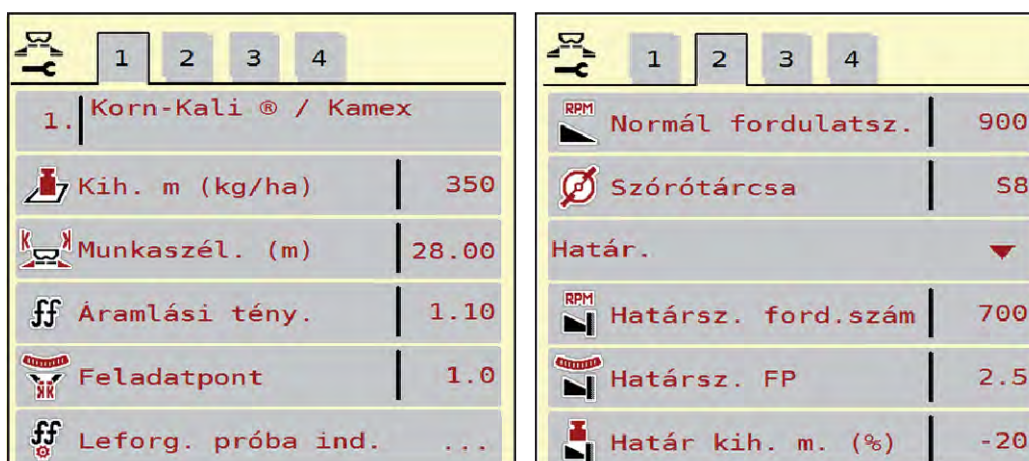 1 2 3 4
1. Korn-Kali ® / Kamex
Kih. m (kg/ha) 350
Munkaszél. (m) 28.00
Áramlási tény. 1.10
Feladatpont 1.0
Leforg. próba ind. ...
1 2 3 4
RPM
Normál fordulatsz. 900
Szórótárcsa S8
Határ.
RPM
Határsz. ford.szám 700
Határsz. FP 2.5
Határ kih. m. (%) -20